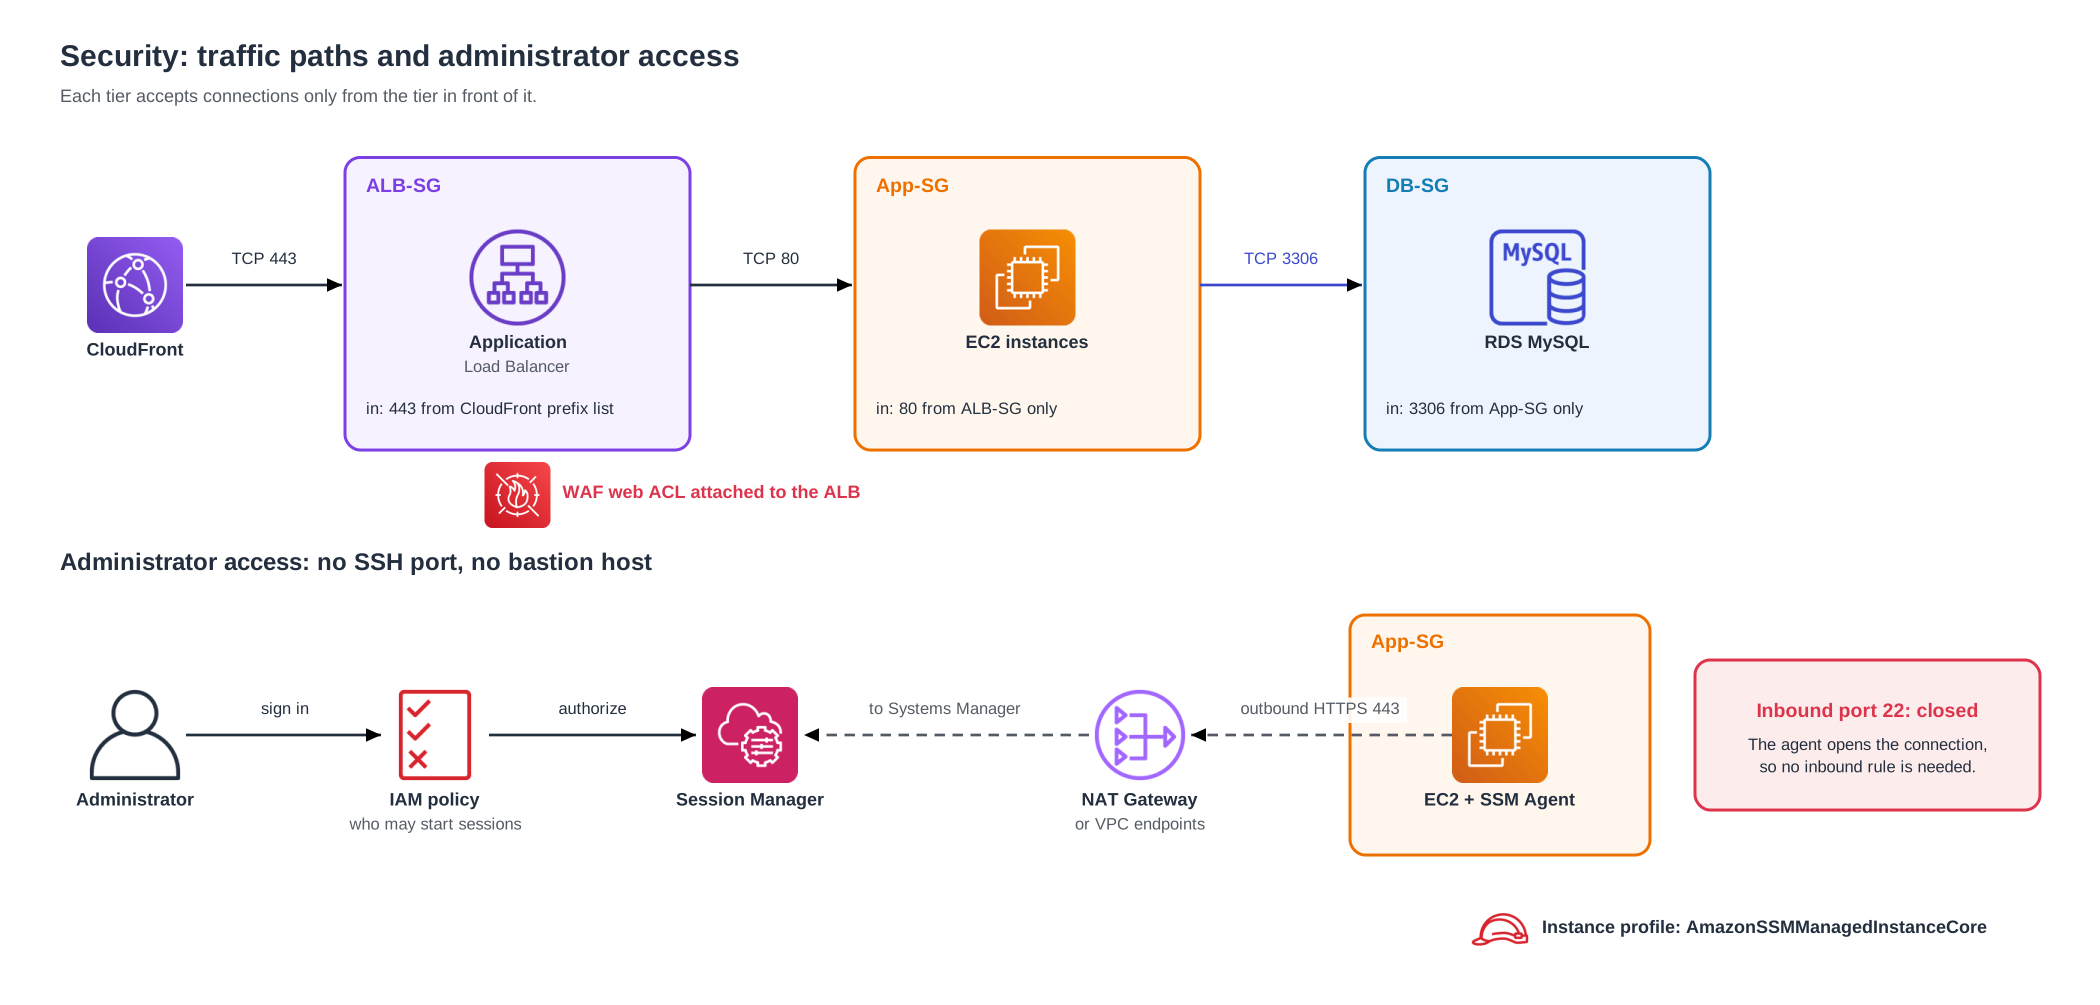 Security: traffic paths and administrator access
Each tier accepts connections only from the tier in front of it.
ALB-SG
App-SG
DB-SG
MySQL
TCP 443
TCP 80
TCP 3306
CloudFront
Application
Load Balancer
EC2 instances
RDS MySQL
in: 443 from CloudFront prefix list
in: 80 from ALB-SG only
in: 3306 from App-SG only
WAF web ACL attached to the ALB
Administrator access: no SSH port, no bastion host
App-SG
sign in
authorize
to Systems Manager
outbound HTTPS 443
Inbound port 22: closed
The agent opens the connection,
so no inbound rule is needed.
Administrator
IAM policy
who may start sessions
Session Manager
NAT Gateway
or VPC endpoints
EC2 + SSM Agent
Instance profile: AmazonSSMManagedInstanceCore